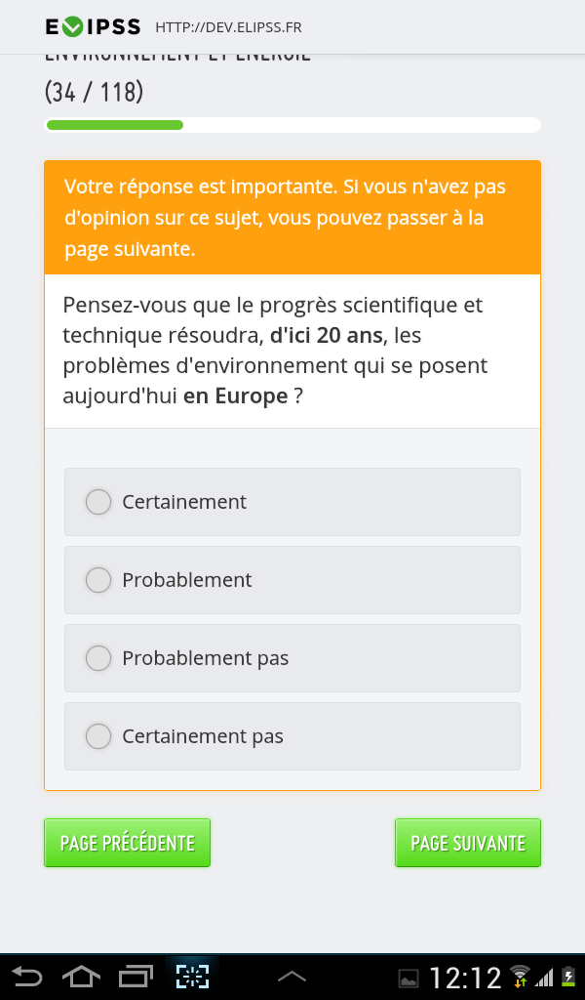 ELIPSS HTTP://DEV.ELIPSS.FR
ENVIRONNEMENT ET ENERGIE
(34 / 118)
Votre réponse est importante. Si vous n'avez pas
d'opinion sur ce sujet, vous pouvez passer à la
page suivante.
Pensez-vous que le progrès scientifique et
technique résoudra, d'ici 20 ans, les
problèmes d'environnement qui se posent
aujourd'hui en Europe ?
Certainement
Probablement
Probablement pas
Certainement pas
PAGE PRÉCÉDENTE PAGE SUIVANTE
12:12